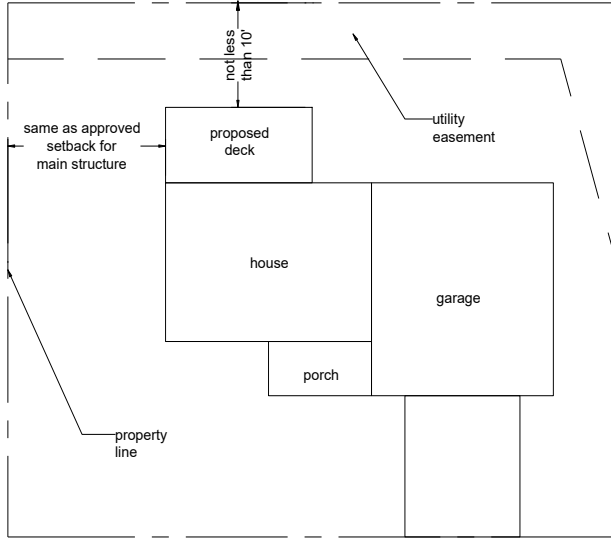 not less
than 10'
same as approved
setback for
main structure
proposed
deck
utility
easement
house
garage
porch
property
line